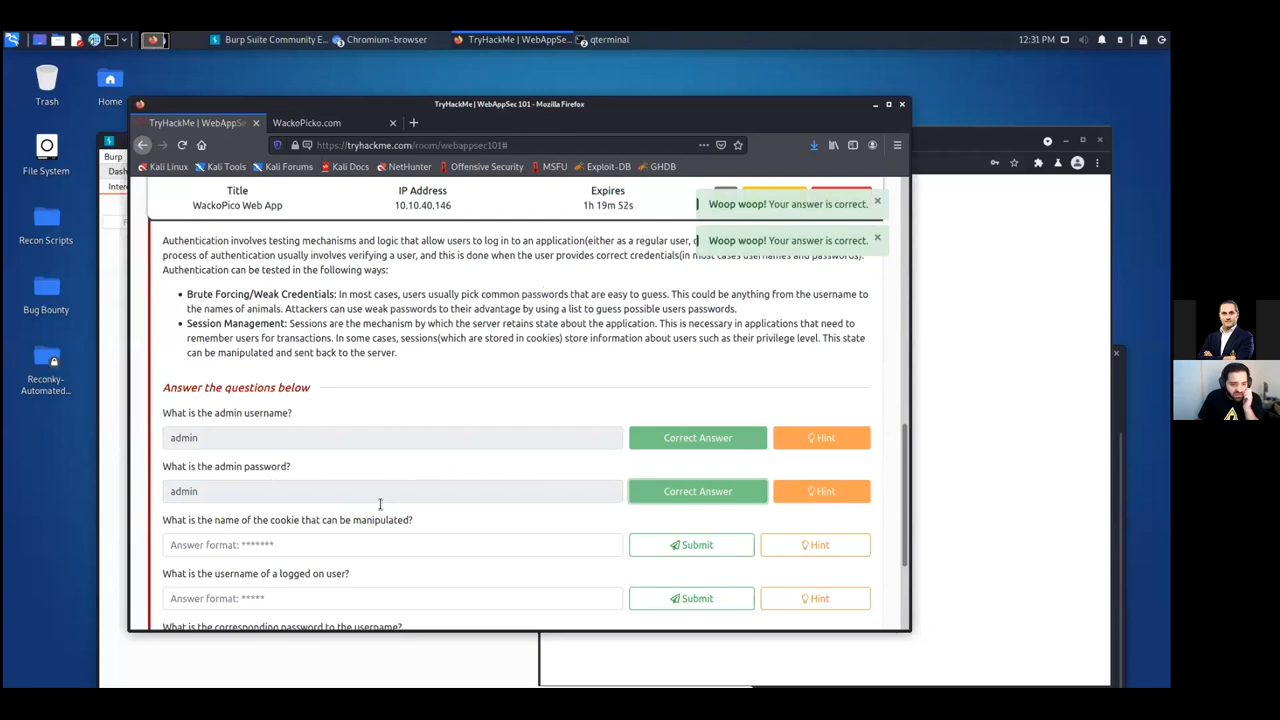 Burp Suite Community E...
Chromium-browser
TryHackMe | WebAppSe...
qterminal
12:31 PM
Trash
Home
File System
Recon Scripts
Bug Bounty
Reconky-
Automated...
Burp
Dash
Inter
TryHackMe | WebAppSec 101 - Mozilla Firefox
TryHackMe | WebAppSe
WackoPicko.com
https://tryhackme.com/room/webappsec101#
Kali Linux
Kali Tools
Kali Forums
Kali Docs
NetHunter
Offensive Security
MSFU
Exploit-DB
GHDB
Title
IP Address
Expires
WackoPico Web App
10.10.40.146
1h 19m 52s
Woop woop! Your answer is correct.
Woop woop! Your answer is correct.
Authentication involves testing mechanisms and logic that allow users to log in to an application(either as a regular user,
process of authentication usually involves verifying a user, and this is done when the user provides correct credentials(in most cases usernames and passwords).
Authentication can be tested in the following ways:
• Brute Forcing/Weak Credentials: In most cases, users usually pick common passwords that are easy to guess. This could be anything from the username to
the names of animals. Attackers can use weak passwords to their advantage by using a list to guess possible users passwords.
• Session Management: Sessions are the mechanism by which the server retains state about the application. This is necessary in applications that need to
remember users for transactions. In some cases, sessions(which are stored in cookies) store information about users such as their privilege level. This state
can be manipulated and sent back to the server.
Answer the questions below
What is the admin username?
admin
Correct Answer
Hint
What is the admin password?
admin
Correct Answer
Hint
What is the name of the cookie that can be manipulated?
Answer format: *******
Submit
Hint
What is the username of a logged on user?
Answer format: *****
Submit
Hint
What is the corresponding password to the username?